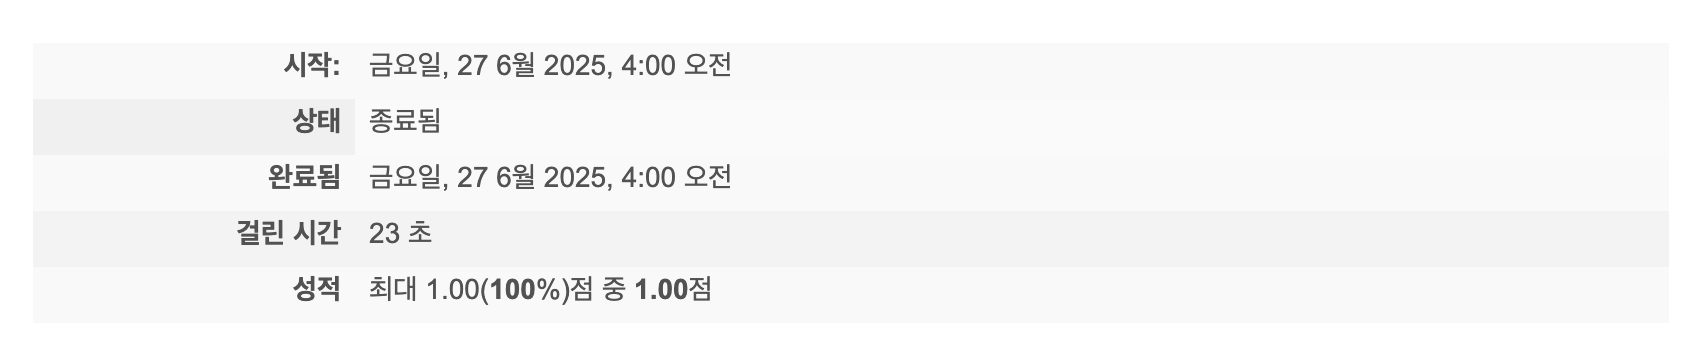 시작: 금요일, 27 6월 2025, 4:00 오전
상태 종료됨
완료됨 금요일, 27 6월 2025, 4:00 오전
걸린 시간 23 초
성적 최대 1.00(100%)점 중 1.00점